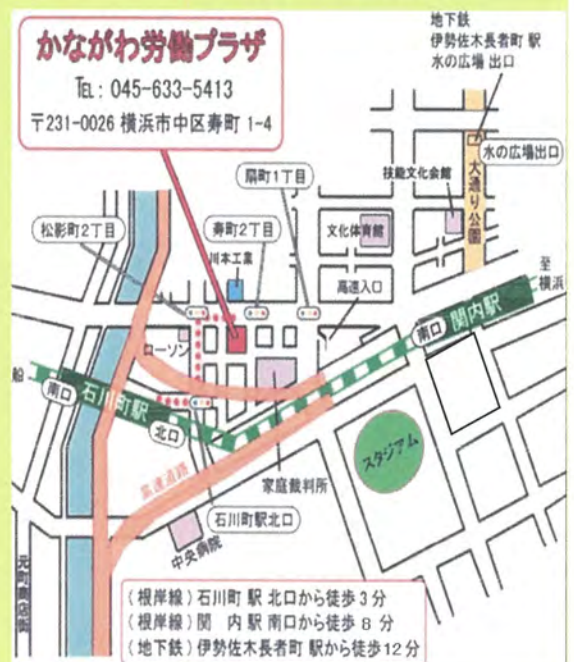 かながわ労働プラザ
TEL: 045-633-5413
〒231-0026 横浜市中区寿町 1-4
地下鉄
伊勢佐木長者町 駅
水の広場 出口
水の広場出口
大通り公園
扇町1丁目
技能文化会館
松影町2丁目
寿町2丁目
文化体育館
川本工業
高速入口
至
横浜
関内駅
南口
ローソン
船
南口
石川町駅
北口
スタジアム
高速道路
家庭裁判所
石川町駅北口
中央病院
元町商店街
(根岸線) 石川町 駅 北口から徒歩 3 分
(根岸線) 関 内 駅 南口から徒歩 8 分
(地下鉄) 伊勢佐木長者町 駅から徒歩12分